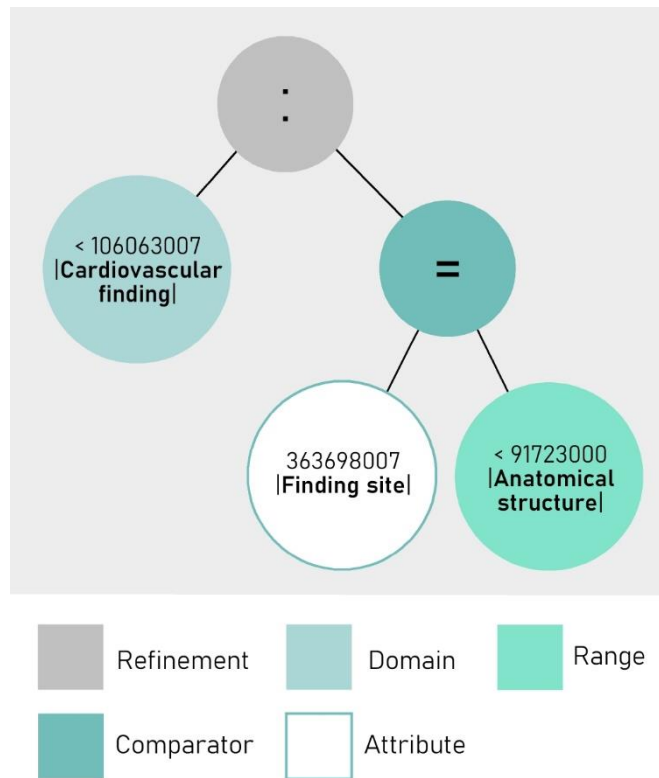 :
< 106063007
|Cardiovascular
finding|
=
363698007
|Finding site|
< 91723000
|Anatomical
structure|
Refinement
Domain
Range
Comparator
Attribute